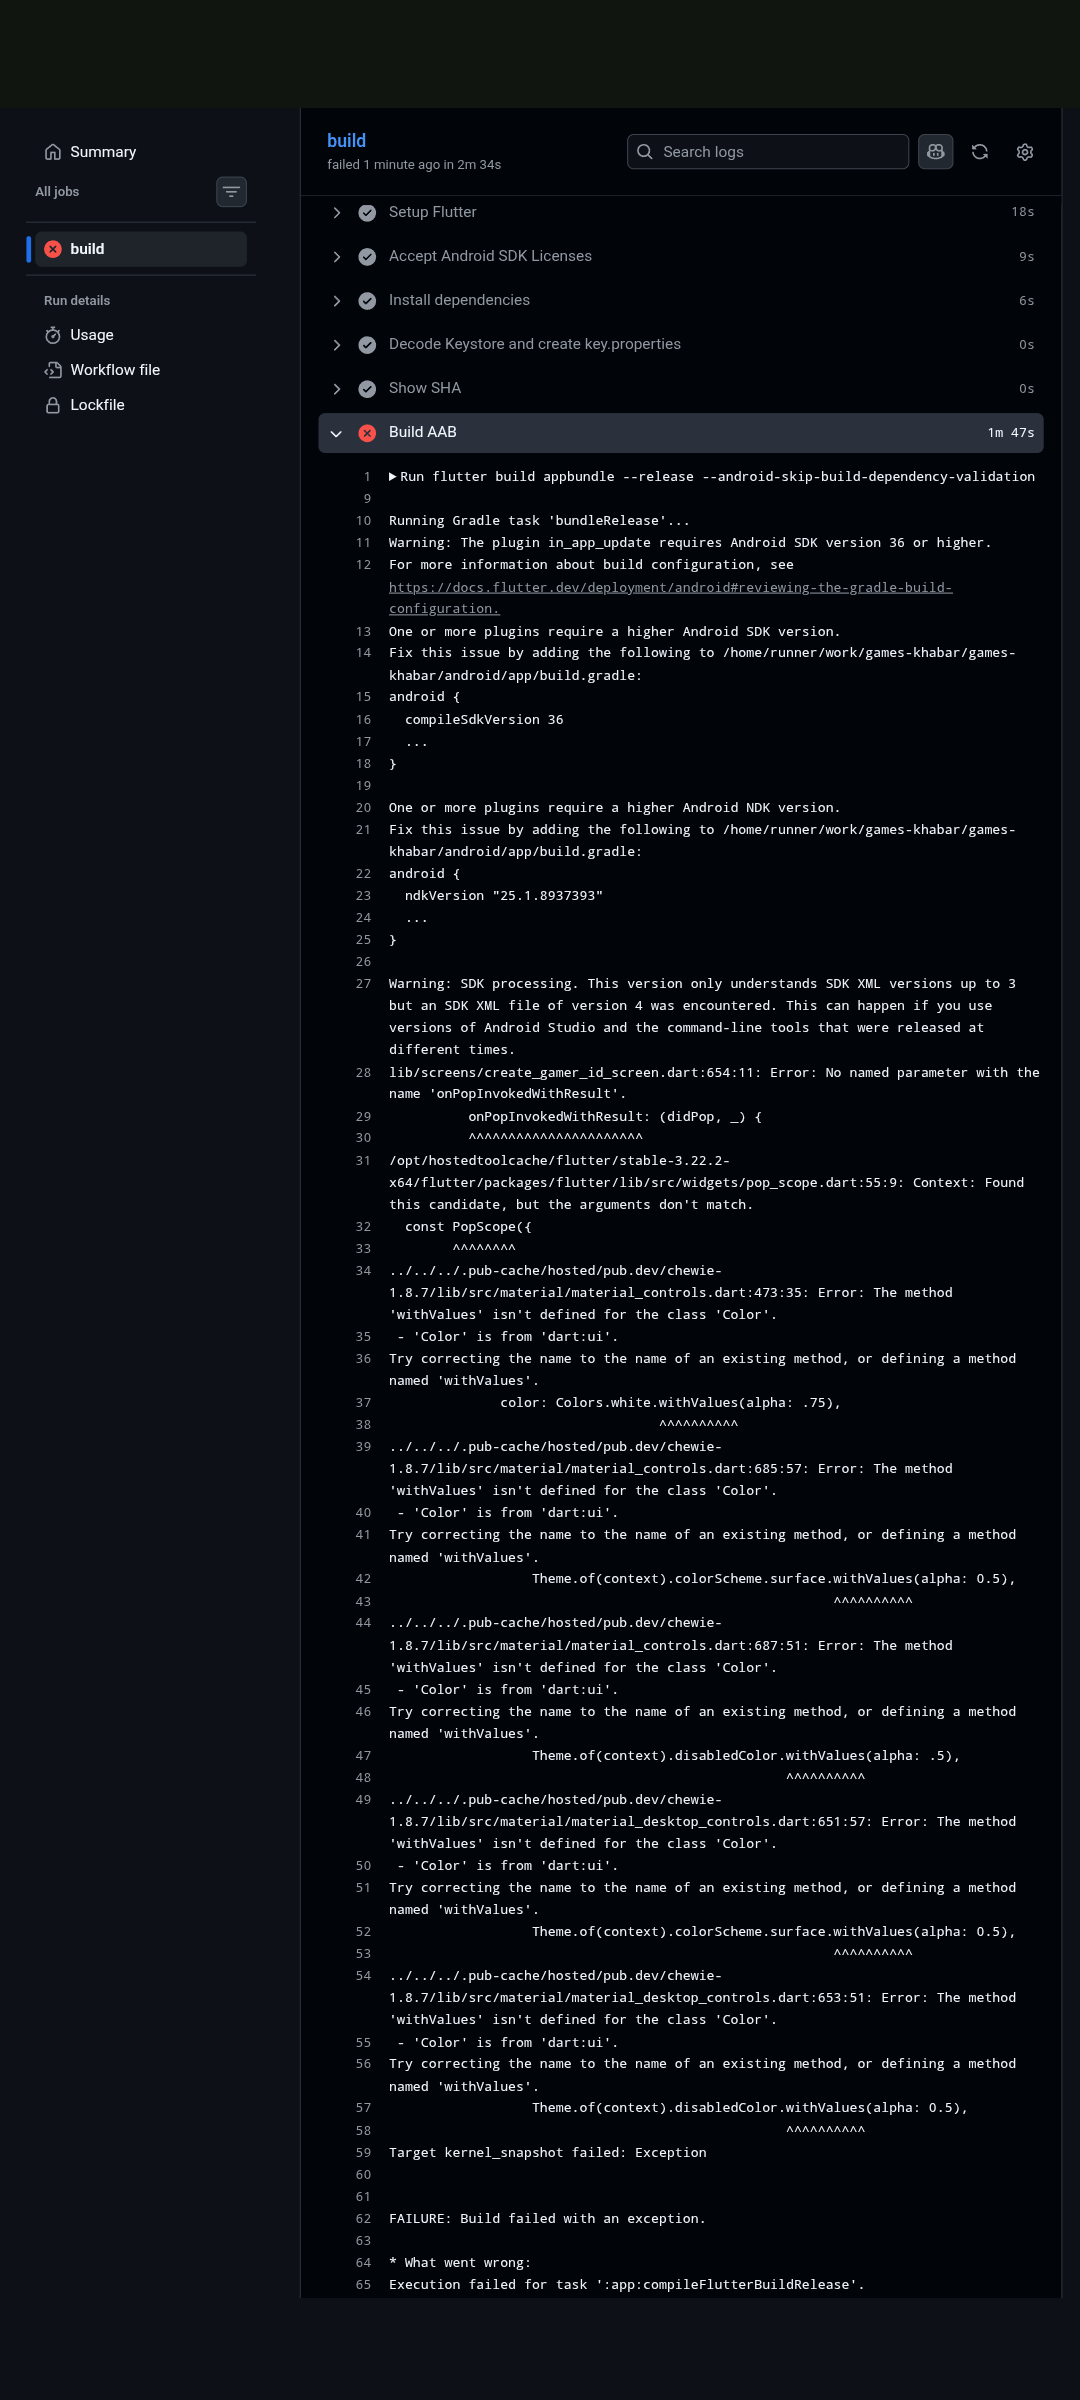 Summary
All jobs
build
Run details
Usage
Workflow file
Lockfile
build
failed 1 minute ago in 2m 34s
Search logs
Setup Flutter 18s
Accept Android SDK Licenses 9s
Install dependencies 6s
Decode Keystore and create key.properties 0s
Show SHA 0s
Build AAB 1m 47s
1 Run flutter build appbundle --release --android-skip-build-dependency-validation
9
10 Running Gradle task 'bundleRelease'...
11 Warning: The plugin in_app_update requires Android SDK version 36 or higher.
12 For more information about build configuration, see
https://docs.flutter.dev/deployment/android#reviewing-the-gradle-build-
configuration.
13 One or more plugins require a higher Android SDK version.
14 Fix this issue by adding the following to /home/runner/work/games-khabar/games-
khabar/android/app/build.gradle:
15 android {
16   compileSdkVersion 36
17   ...
18 }
19
20 One or more plugins require a higher Android NDK version.
21 Fix this issue by adding the following to /home/runner/work/games-khabar/games-
khabar/android/app/build.gradle:
22 android {
23   ndkVersion "25.1.8937393"
24   ...
25 }
26
27 Warning: SDK processing. This version only understands SDK XML versions up to 3
but an SDK XML file of version 4 was encountered. This can happen if you use
versions of Android Studio and the command-line tools that were released at
different times.
28 lib/screens/create_gamer_id_screen.dart:654:11: Error: No named parameter with the
name 'onPopInvokedWithResult'.
29           onPopInvokedWithResult: (didPop, _) {
30           ^^^^^^^^^^^^^^^^^^^^^^
31 /opt/hostedtoolcache/flutter/stable-3.22.2-
x64/flutter/packages/flutter/lib/src/widgets/pop_scope.dart:55:9: Context: Found
this candidate, but the arguments don't match.
32   const PopScope({
33         ^^^^^^^^
34 ../../../.pub-cache/hosted/pub.dev/chewie-
1.8.7/lib/src/material/material_controls.dart:473:35: Error: The method
'withValues' isn't defined for the class 'Color'.
35  - 'Color' is from 'dart:ui'.
36 Try correcting the name to the name of an existing method, or defining a method
named 'withValues'.
37               color: Colors.white.withValues(alpha: .75),
38                                   ^^^^^^^^^^
39 ../../../.pub-cache/hosted/pub.dev/chewie-
1.8.7/lib/src/material/material_controls.dart:685:57: Error: The method
'withValues' isn't defined for the class 'Color'.
40  - 'Color' is from 'dart:ui'.
41 Try correcting the name to the name of an existing method, or defining a method
named 'withValues'.
42                   Theme.of(context).colorScheme.surface.withValues(alpha: 0.5),
43                                                         ^^^^^^^^^^
44 ../../../.pub-cache/hosted/pub.dev/chewie-
1.8.7/lib/src/material/material_controls.dart:687:51: Error: The method
'withValues' isn't defined for the class 'Color'.
45  - 'Color' is from 'dart:ui'.
46 Try correcting the name to the name of an existing method, or defining a method
named 'withValues'.
47                   Theme.of(context).disabledColor.withValues(alpha: .5),
48                                                   ^^^^^^^^^^
49 ../../../.pub-cache/hosted/pub.dev/chewie-
1.8.7/lib/src/material/material_desktop_controls.dart:651:57: Error: The method
'withValues' isn't defined for the class 'Color'.
50  - 'Color' is from 'dart:ui'.
51 Try correcting the name to the name of an existing method, or defining a method
named 'withValues'.
52                   Theme.of(context).colorScheme.surface.withValues(alpha: 0.5),
53                                                         ^^^^^^^^^^
54 ../../../.pub-cache/hosted/pub.dev/chewie-
1.8.7/lib/src/material/material_desktop_controls.dart:653:51: Error: The method
'withValues' isn't defined for the class 'Color'.
55  - 'Color' is from 'dart:ui'.
56 Try correcting the name to the name of an existing method, or defining a method
named 'withValues'.
57                   Theme.of(context).disabledColor.withValues(alpha: 0.5),
58                                                   ^^^^^^^^^^
59 Target kernel_snapshot failed: Exception
60
61
62 FAILURE: Build failed with an exception.
63
64 * What went wrong:
65 Execution failed for task ':app:compileFlutterBuildRelease'.